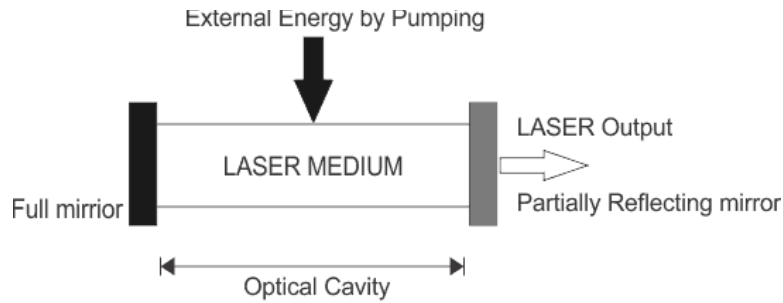 External Energy by Pumping
LASER Output
LASER MEDIUM
Full mirrior
Partially Reflecting mirror
Optical Cavity